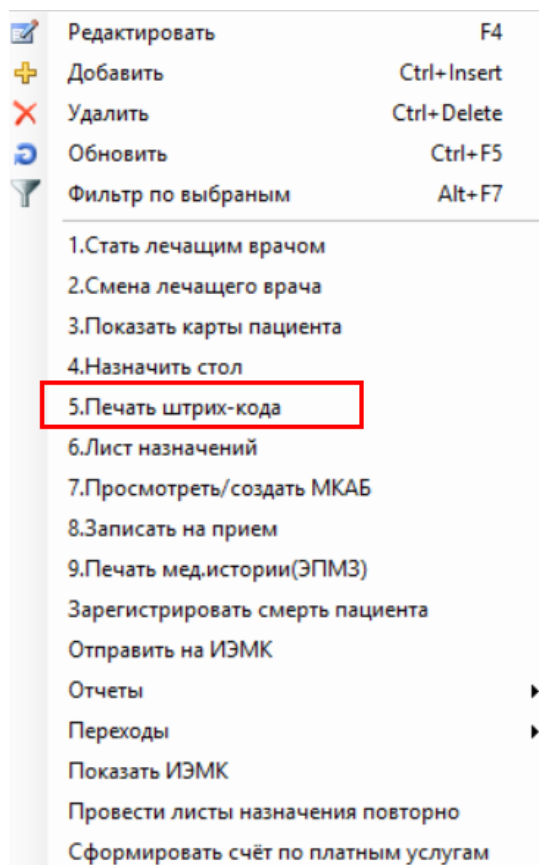 Редактировать F4
Добавить Ctrl+Insert
Удалить Ctrl+Delete
Обновить Ctrl+F5
Фильтр по выбраным Alt+F7
1.Стать лечащим врачом
2.Смена лечащего врача
3.Показать карты пациента
4.Назначить стол
5.Печать штрих-кода
6.Лист назначений
7.Просмотреть/создать МКАБ
8.Записать на прием
9.Печать мед.истории(ЭПМЗ)
Зарегистрировать смерть пациента
Отправить на ИЭМК
Отчеты
Переходы
Показать ИЭМК
Провести листы назначения повторно
Сформировать счёт по платным услугам